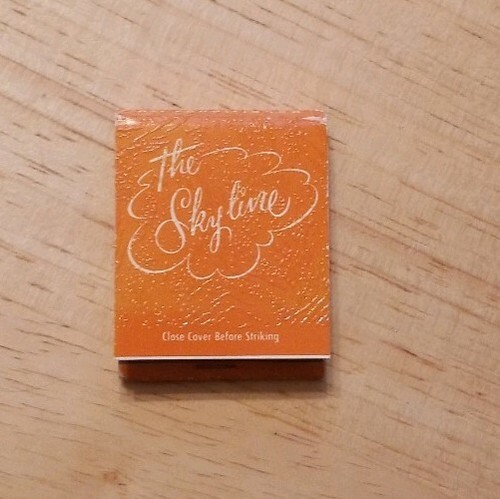 The
Skyline
Close Cover Before Striking